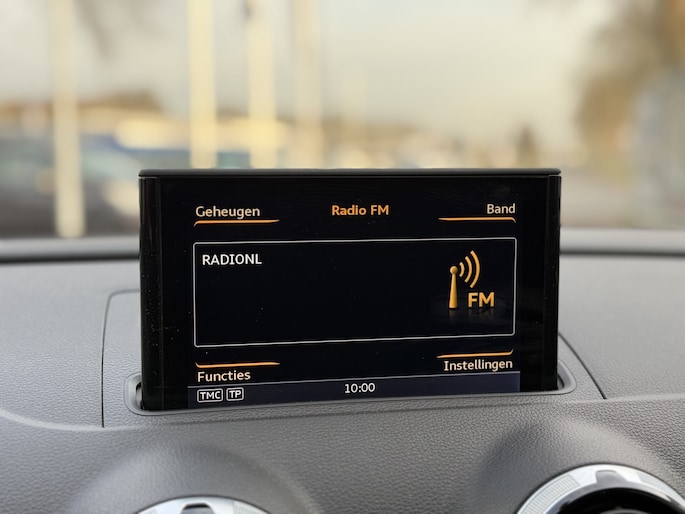 Geheugen Radio FM Band
RADIONL
FM
Functies Instellingen
TMC TP 10:00